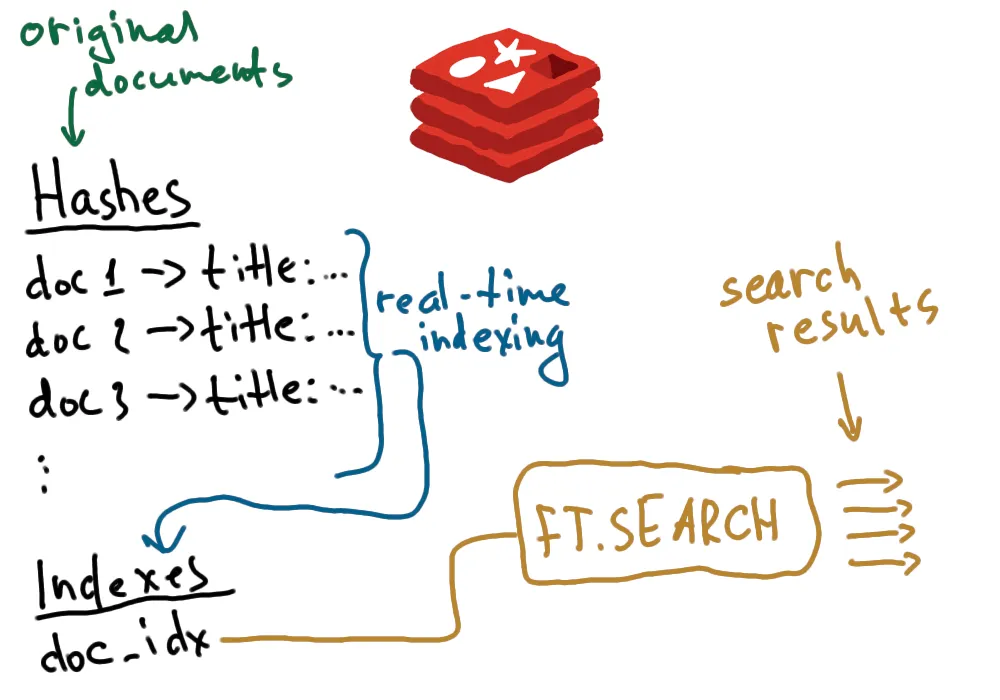 original
documents
Hashes
doc 1 -> title: ...
doc 2 -> title: ...
doc 3 -> title: ...
⋮
real-time
indexing
Indexes
doc_idx
FT.SEARCH
search
results